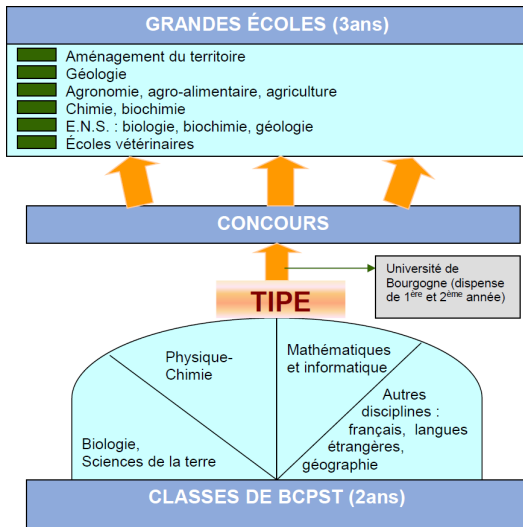 GRANDES ÉCOLES (3ans)
Aménagement du territoire
Géologie
Agronomie, agro-alimentaire, agriculture
Chimie, biochimie
E.N.S. : biologie, biochimie, géologie
Écoles vétérinaires
CONCOURS
Université de
Bourgogne (dispense
de 1ère et 2ème année)
TIPE
Physique-
Chimie
Mathématiques
et informatique
Autres
disciplines :
français, langues
étrangères,
géographie
Biologie,
Sciences de la terre
CLASSES DE BCPST (2ans)